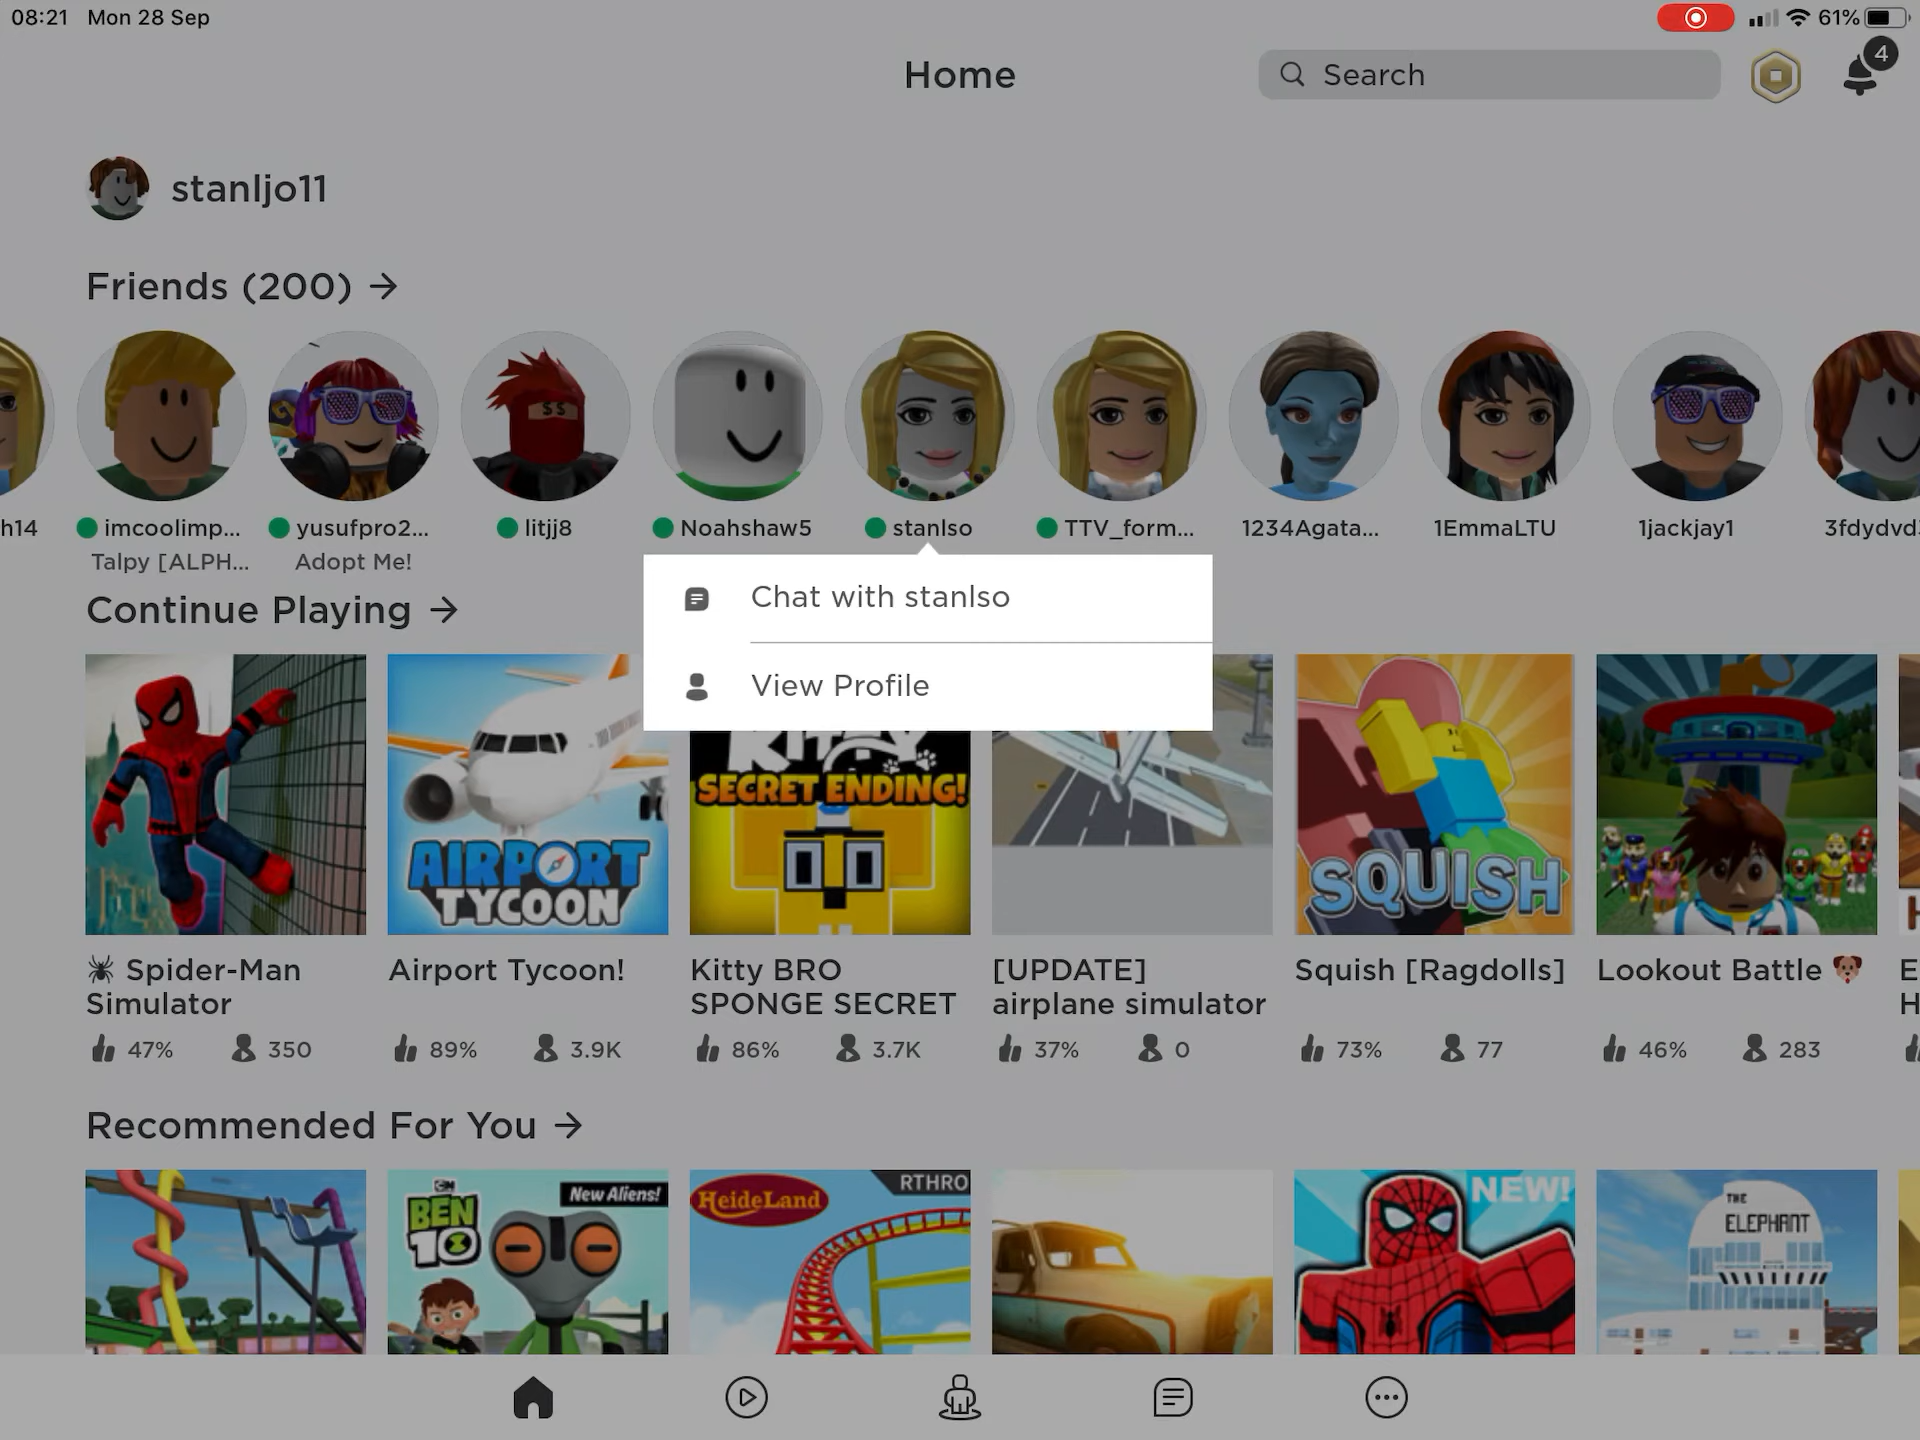 08:21 Mon 28 Sep
61%
Home
Search
4
stanljo11
Friends (200) →
h14
imcoolimp...
yusufpro2...
litjj8
Noahshaw5
stanlso
TTV_form...
1234Agata...
1EmmaLTU
1jackjay1
3fdydvd
Talpy [ALPH...
Adopt Me!
Chat with stanlso
View Profile
Continue Playing →
AIRPORT
TYCOON
KITTY
SECRET ENDING!
SQUISH
Spider-Man
Simulator
Airport Tycoon!
Kitty BRO
SPONGE SECRET
[UPDATE]
airplane simulator
Squish [Ragdolls]
Lookout Battle
E
H
47% 350
89% 3.9K
86% 3.7K
37% 0
73% 77
46% 283
Recommended For You →
CN
BEN
10
New Aliens!
HeideLand
RTHRO
NEW!
THE
ELEPHANT